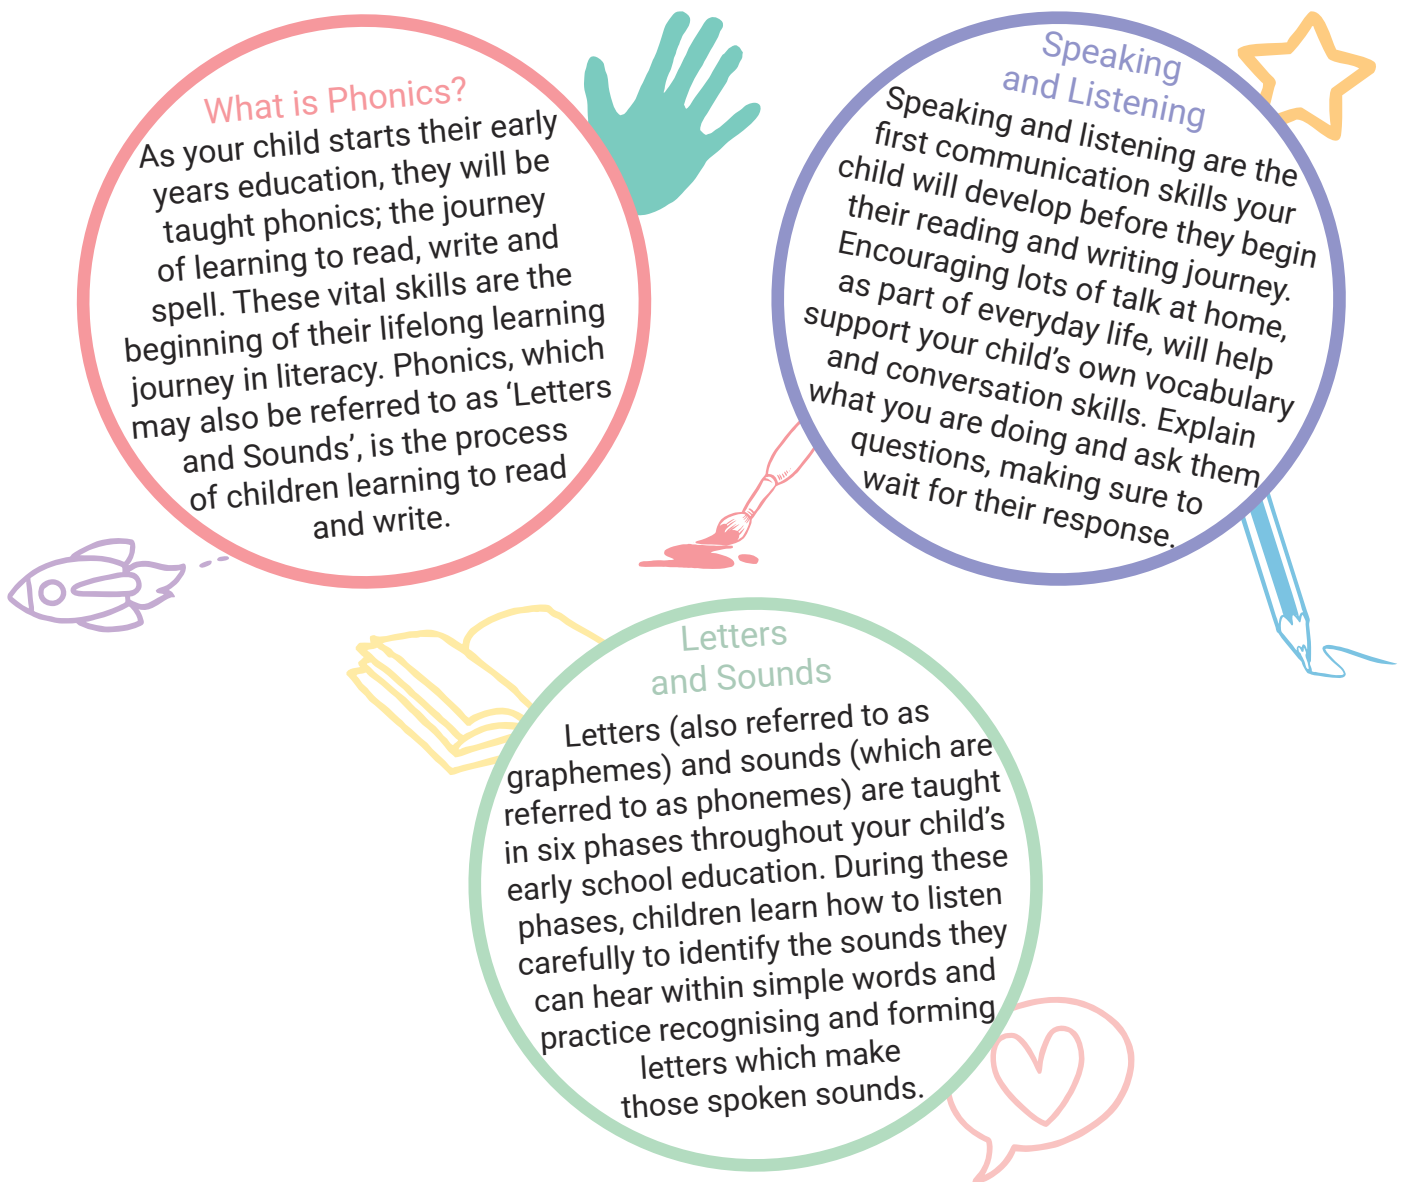 What is Phonics?
As your child starts their early
years education, they will be
taught phonics; the journey
of learning to read, write and
spell. These vital skills are the
beginning of their lifelong learning
journey in literacy. Phonics, which
may also be referred to as ‘Letters
and Sounds’, is the process
of children learning to read
and write.
Speaking
and Listening
Speaking and listening are the
first communication skills your
child will develop before they begin
their reading and writing journey.
Encouraging lots of talk at home,
as part of everyday life, will help
support your child’s own vocabulary
and conversation skills. Explain
what you are doing and ask them
questions, making sure to
wait for their response.
Letters
and Sounds
Letters (also referred to as
graphemes) and sounds (which are
referred to as phonemes) are taught
in six phases throughout your child’s
early school education. During these
phases, children learn how to listen
carefully to identify the sounds they
can hear within simple words and
practice recognising and forming
letters which make
those spoken sounds.